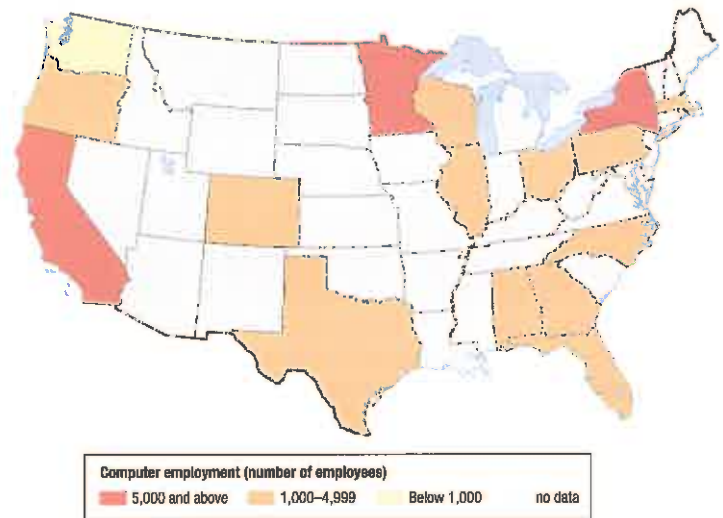 Computer employment (number of employees)
5,000 and above 1,000–4,999 Below 1,000 no data